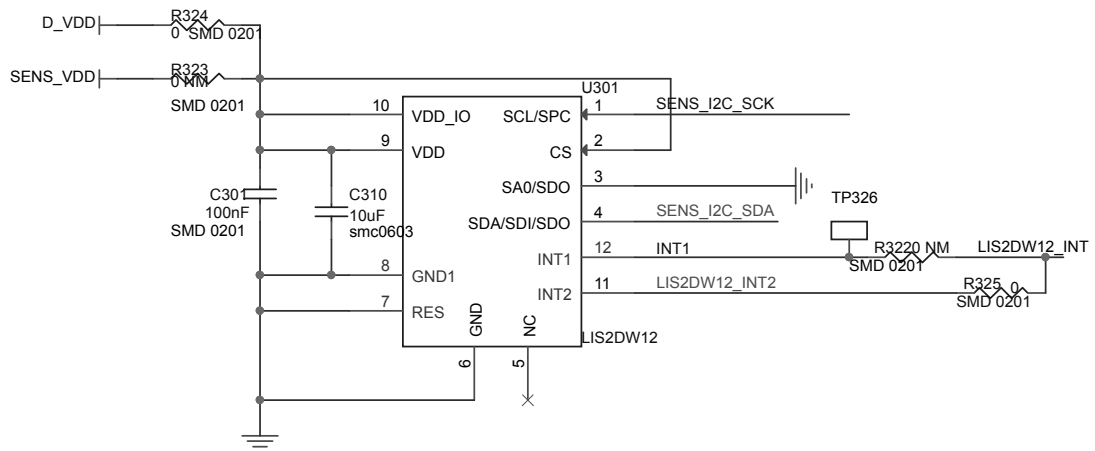 D_VDD
R324
0 SMD 0201
SENS_VDD
R323
0 NM
SMD 0201
U301
10
VDD_IO
SCL/SPC
1
SENS_I2C_SCK
9
VDD
CS
2
SA0/SDO
3
C301
100nF
SMD 0201
C310
10uF
smc0603
SDA/SDI/SDO
4
SENS_I2C_SDA
TP326
INT1
12
INT1
R3220 NM
SMD 0201
LIS2DW12_INT
8
GND1
INT2
11
LIS2DW12_INT2
R325 0
SMD 0201
7
RES
GND
NC
LIS2DW12
6
5